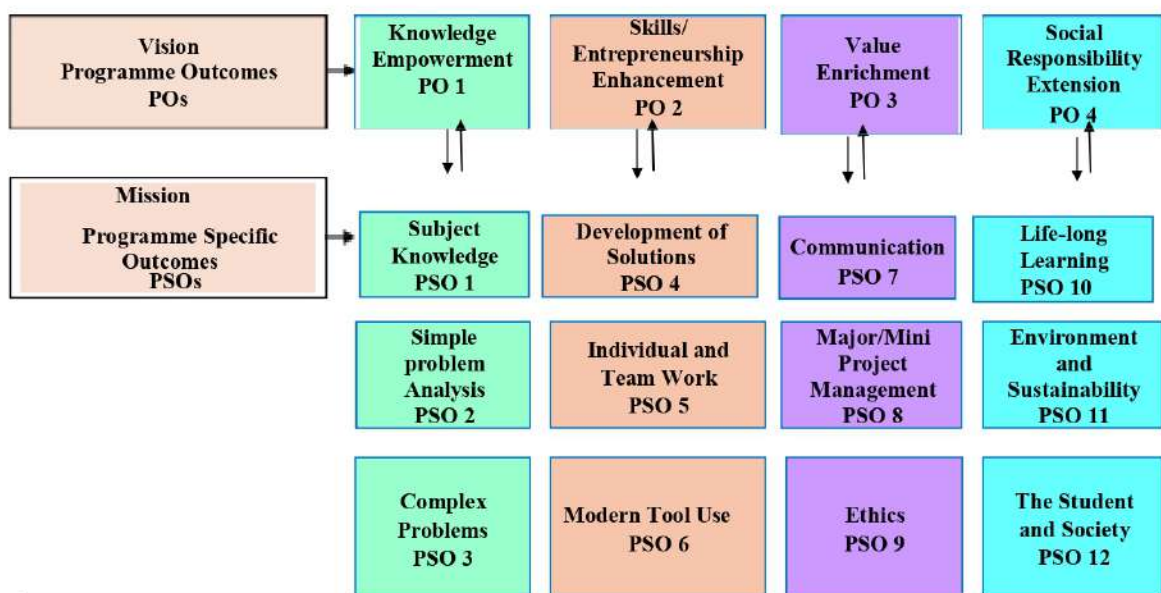 Vision
Programme Outcomes
POs
Knowledge
Empowerment
PO 1
Skills/
Entrepreneurship
Enhancement
PO 2
Value
Enrichment
PO 3
Social
Responsibility
Extension
PO 4
Mission
Programme Specific
Outcomes
PSOs
Subject
Knowledge
PSO 1
Development of
Solutions
PSO 4
Communication
PSO 7
Life-long
Learning
PSO 10
Simple
problem
Analysis
PSO 2
Individual and
Team Work
PSO 5
Major/Mini
Project
Management
PSO 8
Environment
and
Sustainability
PSO 11
Complex
Problems
PSO 3
Modern Tool Use
PSO 6
Ethics
PSO 9
The Student
and Society
PSO 12